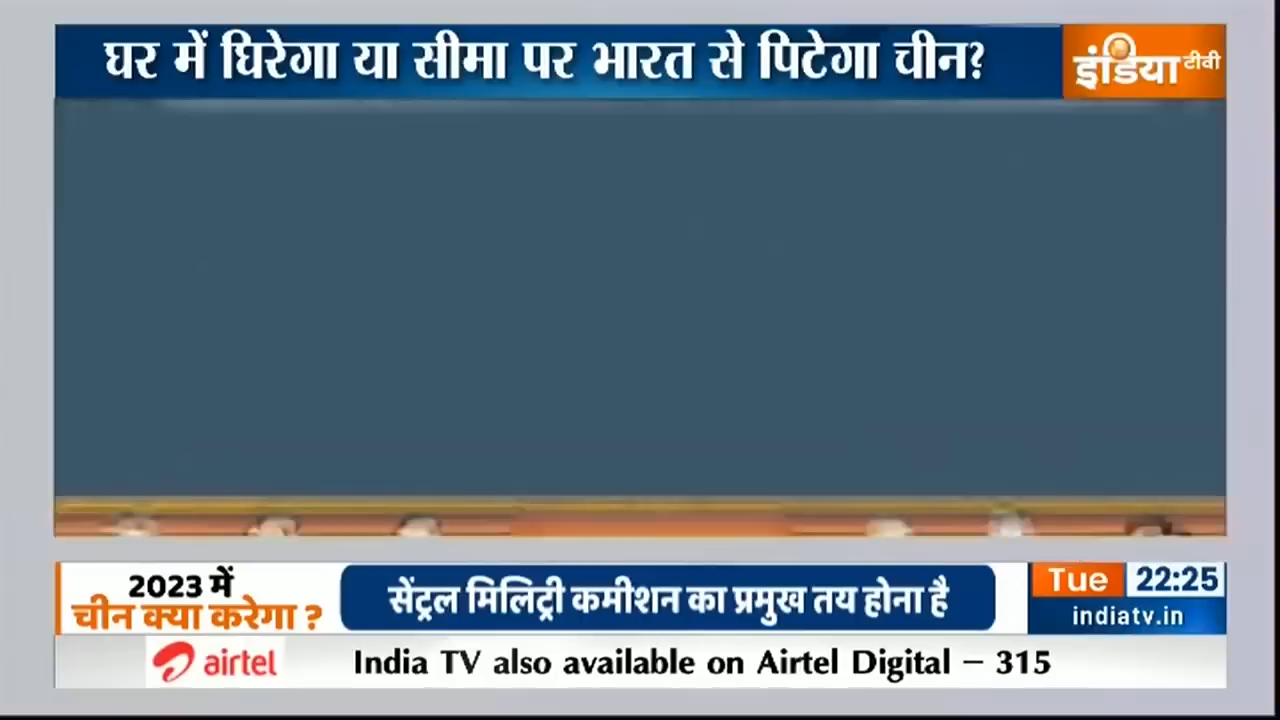 घर में घिरेगा या सीमा पर भारत से पिटेगा चीन?
इंडिया टीवी
2023 में
चीन क्या करेगा ?
सेंट्रल मिलिट्री कमीशन का प्रमुख तय होना है
Tue 22:25
indiatv.in
airtel India TV also available on Airtel Digital – 315